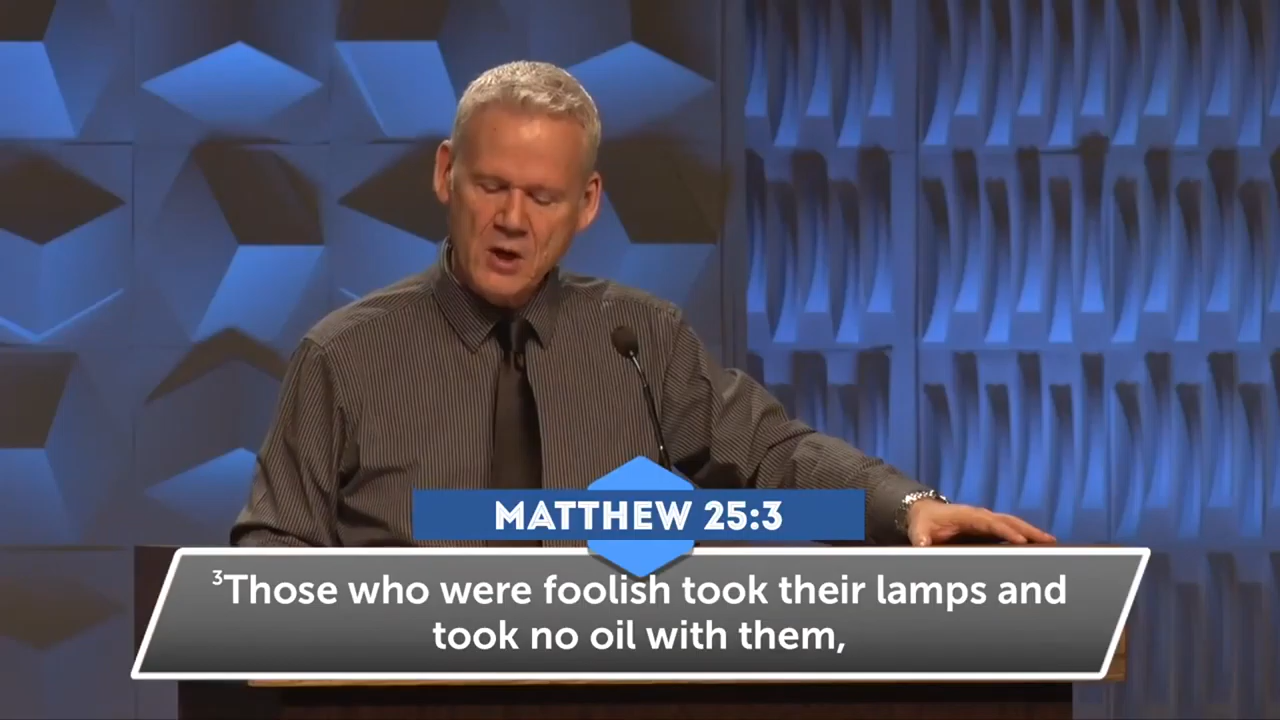 MATTHEW 25:3
³Those who were foolish took their lamps and
took no oil with them,